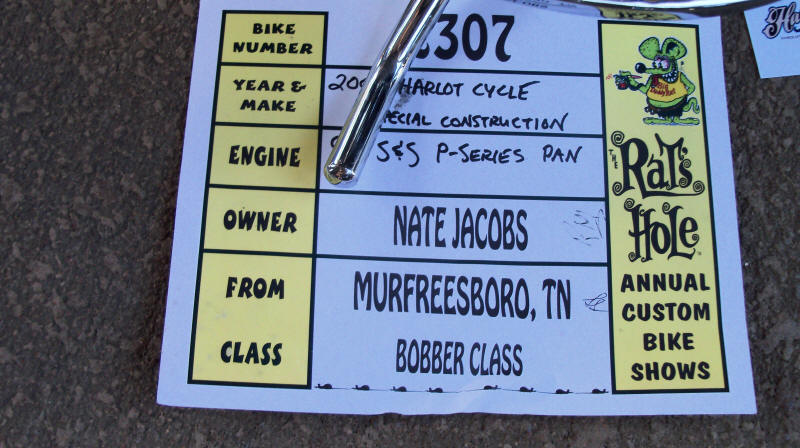 BIKE NUMBER
307
YEAR & MAKE
HARLOT CYCLE
CONSTRUCTION
ENGINE
S&S P-SERIES PAN
OWNER
NATE JACOBS
FROM
MURFREESBORO, TN
CLASS
BOBBER CLASS
THE
RAT'S
HOLE
ANNUAL
CUSTOM
BIKE
SHOWS